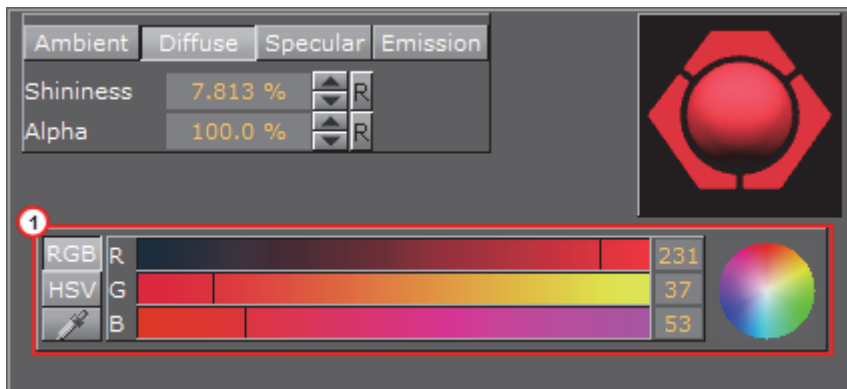 Ambient Diffuse Specular Emission
Shininess 7.813 % R
Alpha 100.0 % R
1
RGB R 231
HSV G 37
B 53